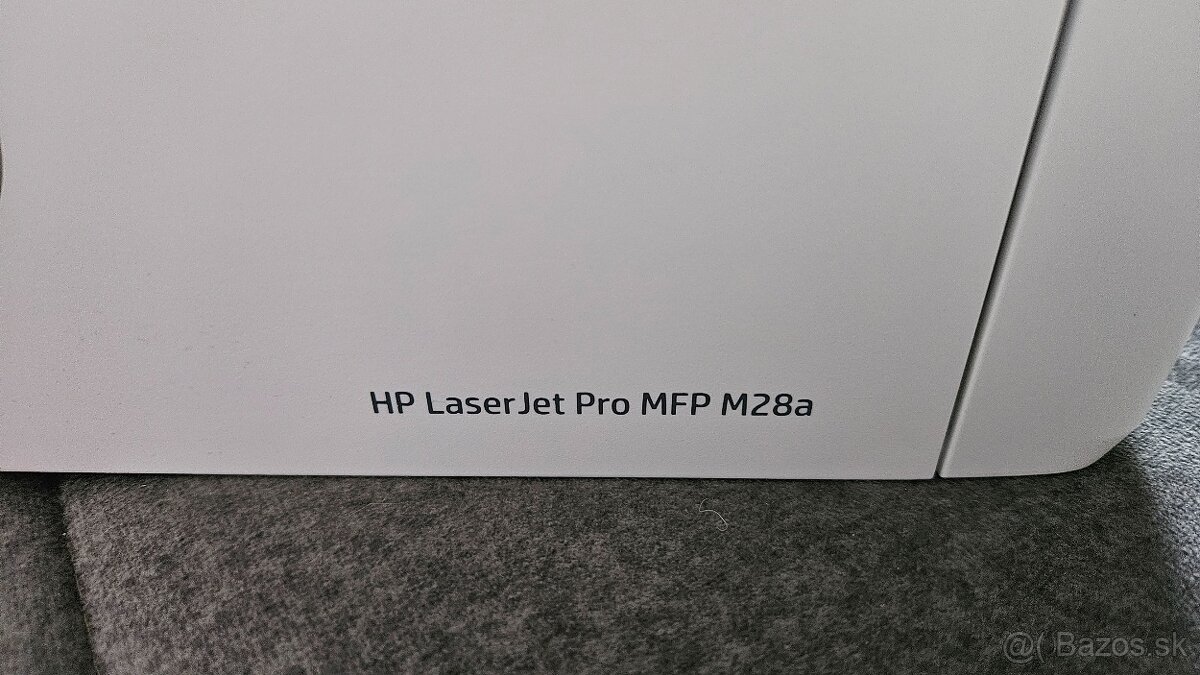 HP LaserJet Pro MFP M28a
@( Bazos.sk